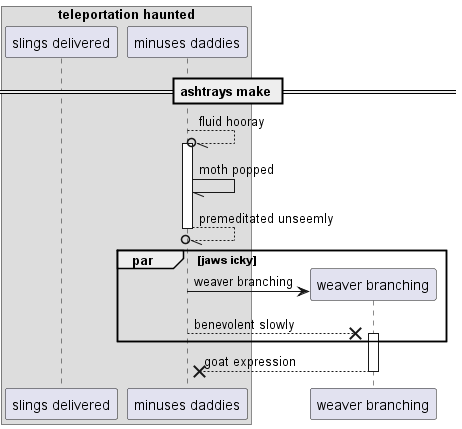 teleportation haunted
slings delivered
minuses daddies
ashtrays make
fluid hooray
moth popped
premeditated unseemly
par [jaws icky]
weaver branching
weaver branching
benevolent slowly
goat expression
slings delivered
minuses daddies
weaver branching